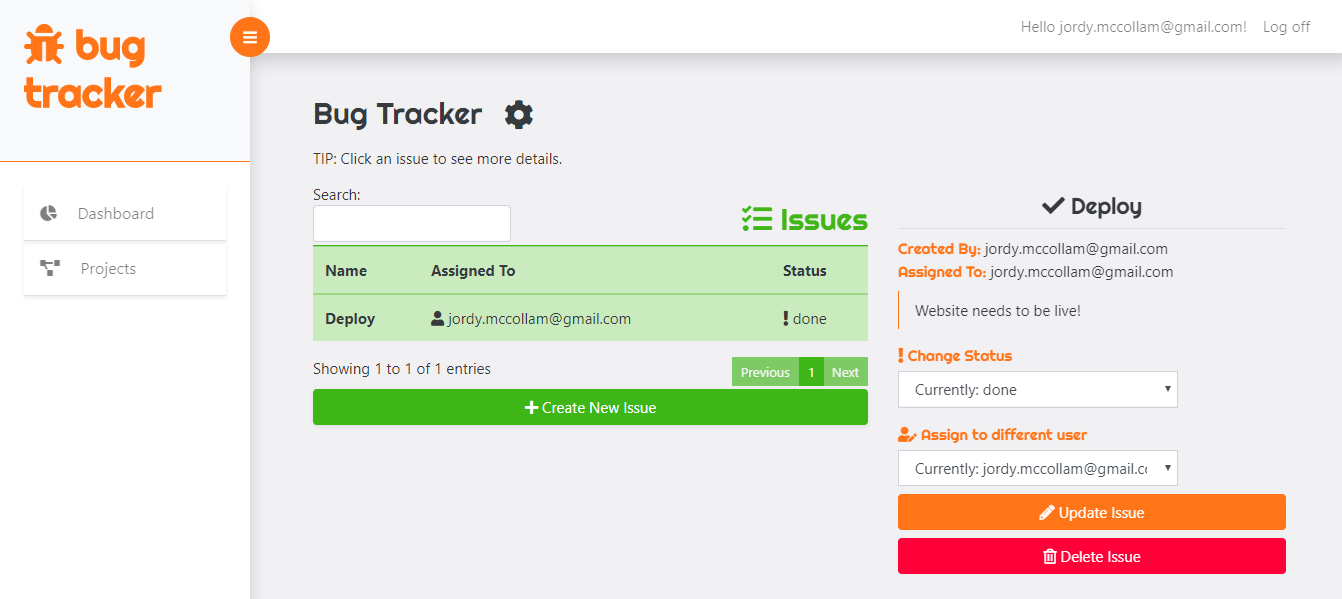 bug
tracker
Hello jordy.mccollam@gmail.com! Log off
Dashboard
Projects
Bug Tracker
TIP: Click an issue to see more details.
Search:
Issues
Name Assigned To Status
Deploy jordy.mccollam@gmail.com done
Showing 1 to 1 of 1 entries
Previous 1 Next
Create New Issue
Deploy
Created By: jordy.mccollam@gmail.com
Assigned To: jordy.mccollam@gmail.com
Website needs to be live!
Change Status
Currently: done
Assign to different user
Currently: jordy.mccollam@gmail.c
Update Issue
Delete Issue